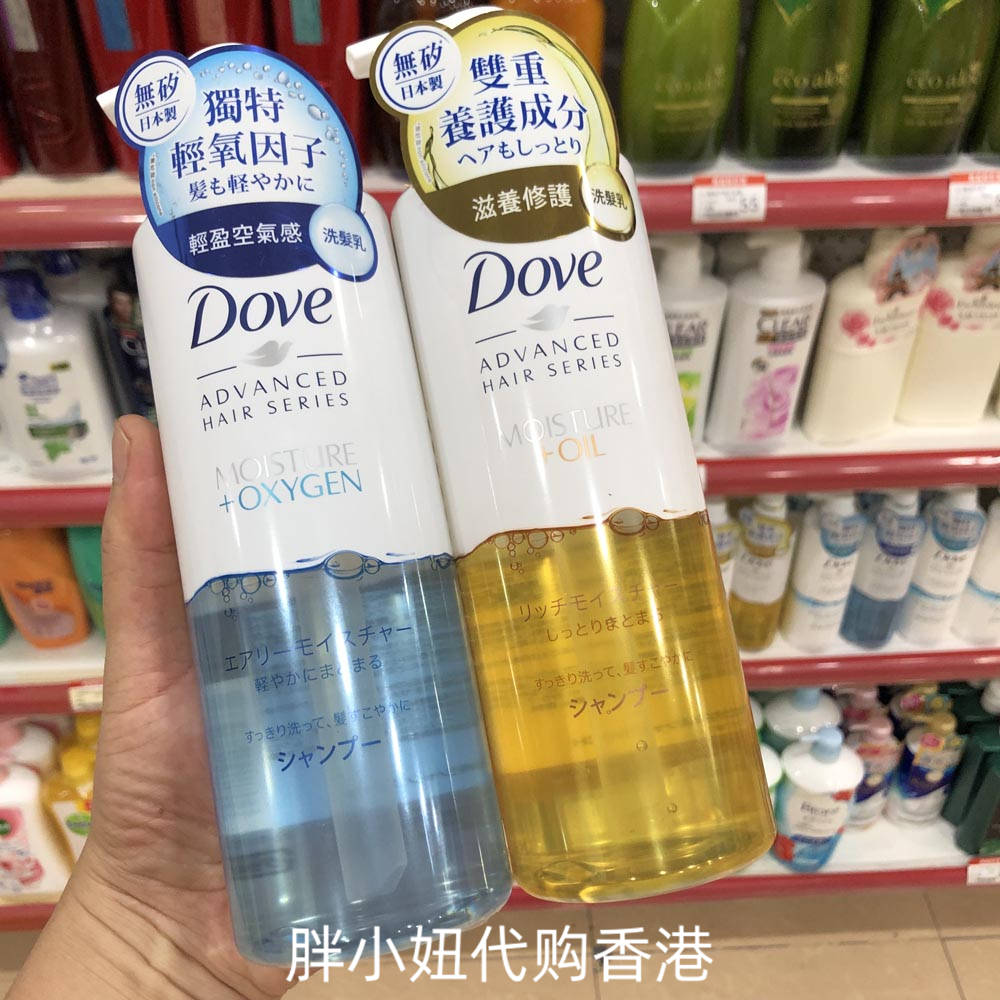 無矽
日本製
獨特
輕氧因子
髪も軽やかに
輕盈空氣感
洗髮乳
Dove
ADVANCED
HAIR SERIES
MOISTURE
+OXYGEN
エアリーモイスチャー
軽やかにまとまる
すっきり洗って、髪すこやかに
シャンプー
無矽
日本製
雙重
養護成分
ヘアもしっとり
滋養修護
洗髮乳
Dove
ADVANCED
HAIR SERIES
MOISTURE
+OIL
リッチモイスチャー
しっとりまとまる
すっきり洗って、髪すこやかに
シャンプー
CLEAR
CLEAR
胖小妞代购香港